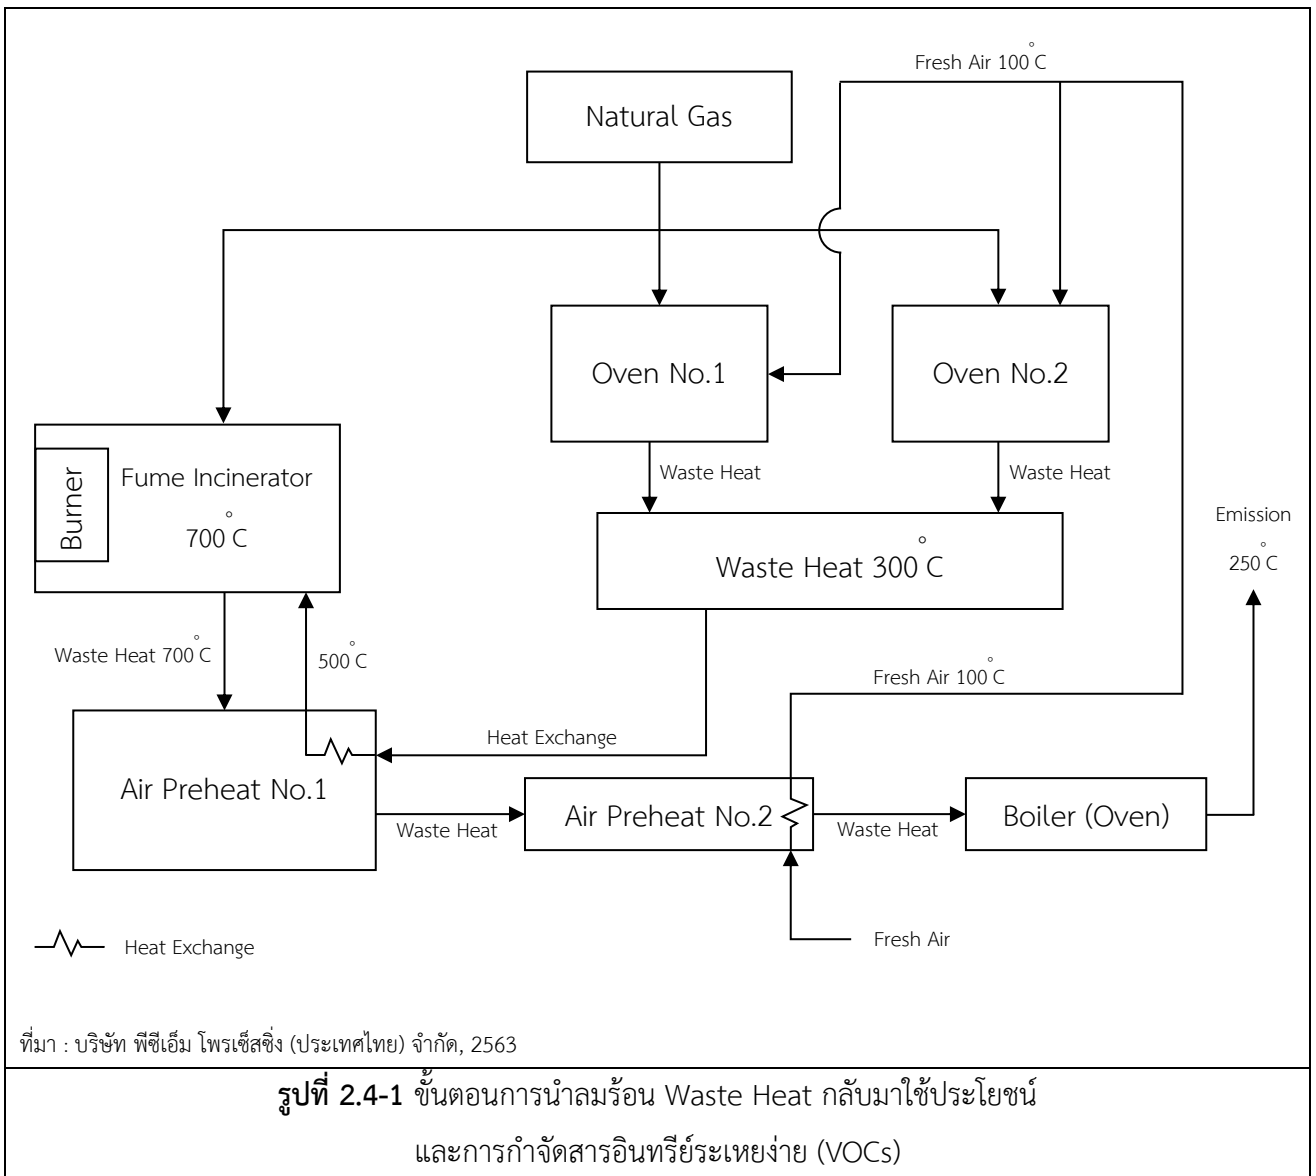 Fresh Air 100°C
Natural Gas
Oven No.1
Oven No.2
Burner
Fume Incinerator
700°C
Waste Heat
Waste Heat
Emission
250°C
Waste Heat 300°C
Waste Heat 700°C
500°C
Fresh Air 100°C
Heat Exchange
Air Preheat No.1
Waste Heat
Air Preheat No.2
Waste Heat
Boiler (Oven)
Heat Exchange
Fresh Air
ที่มา : บริษัท พีซีเอ็ม โพรเซ็สซิ่ง (ประเทศไทย) จำกัด, 2563
รูปที่ 2.4-1 ขั้นตอนการนำลมร้อน Waste Heat กลับมาใช้ประโยชน์
และการกำจัดสารอินทรีย์ระเหยง่าย (VOCs)